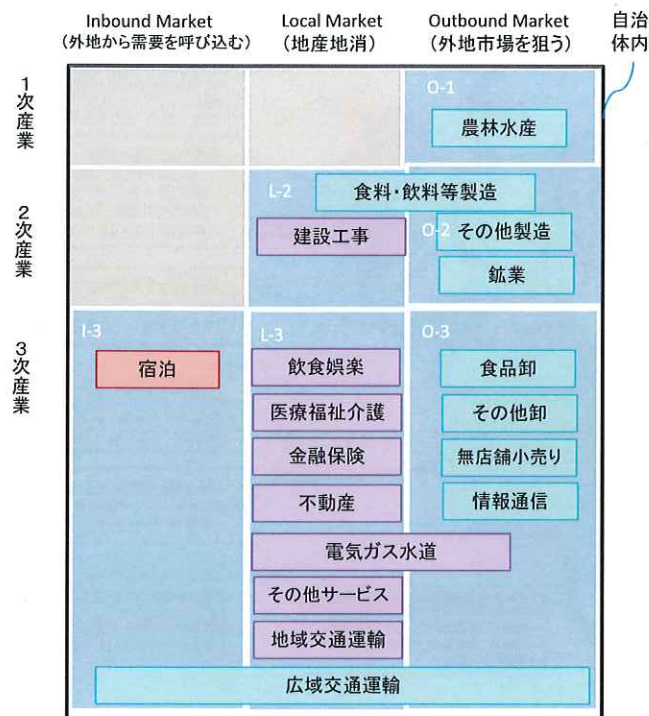 Inbound Market
(外地から需要を呼び込む)
Local Market
(地産地消)
Outbound Market
(外地市場を狙う)
自治
体内
1次産業
O-1
農林水産
2次産業
L-2
食料・飲料等製造
建設工事
O-2
その他製造
鉱業
3次産業
I-3
宿泊
L-3
飲食娯楽
医療福祉介護
金融保険
不動産
電気ガス水道
その他サービス
地域交通運輸
O-3
食品卸
その他卸
無店舗小売り
情報通信
広域交通運輸